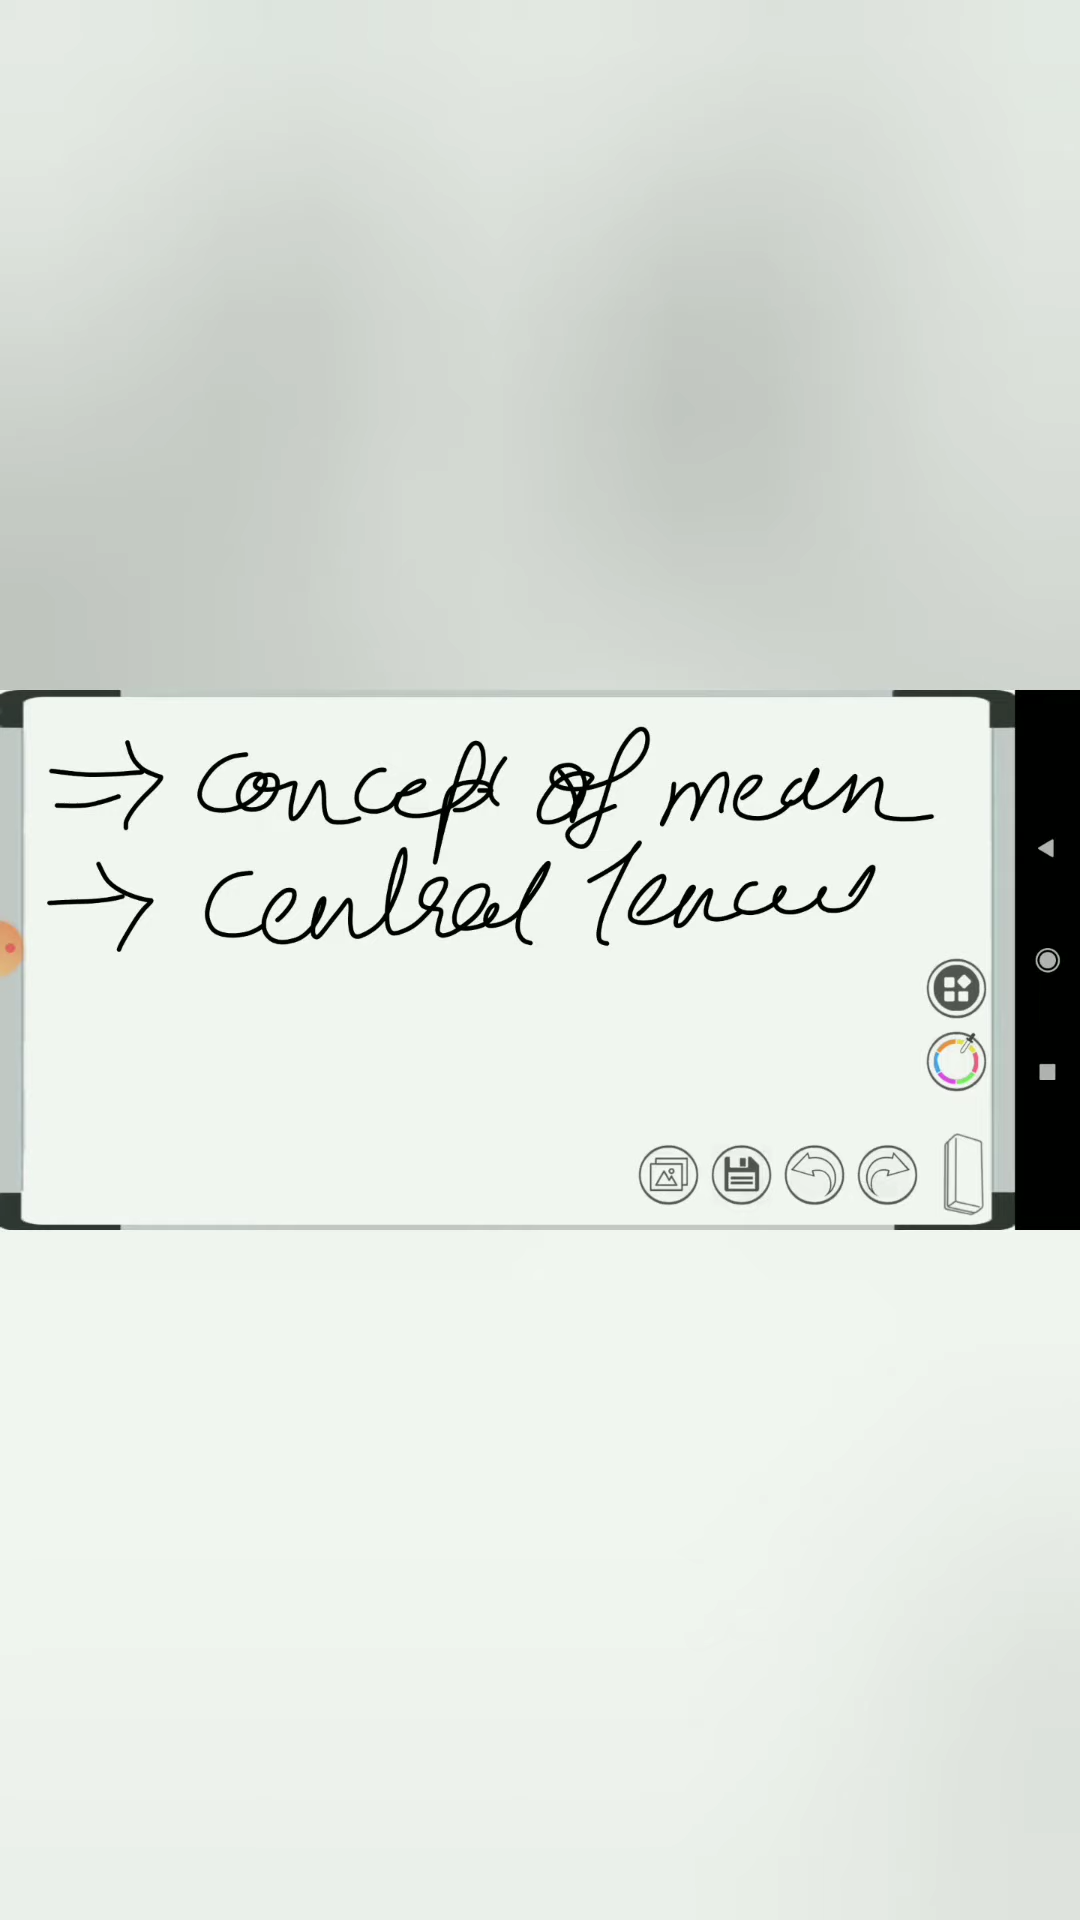 ⇒ concept of mean
→ Central